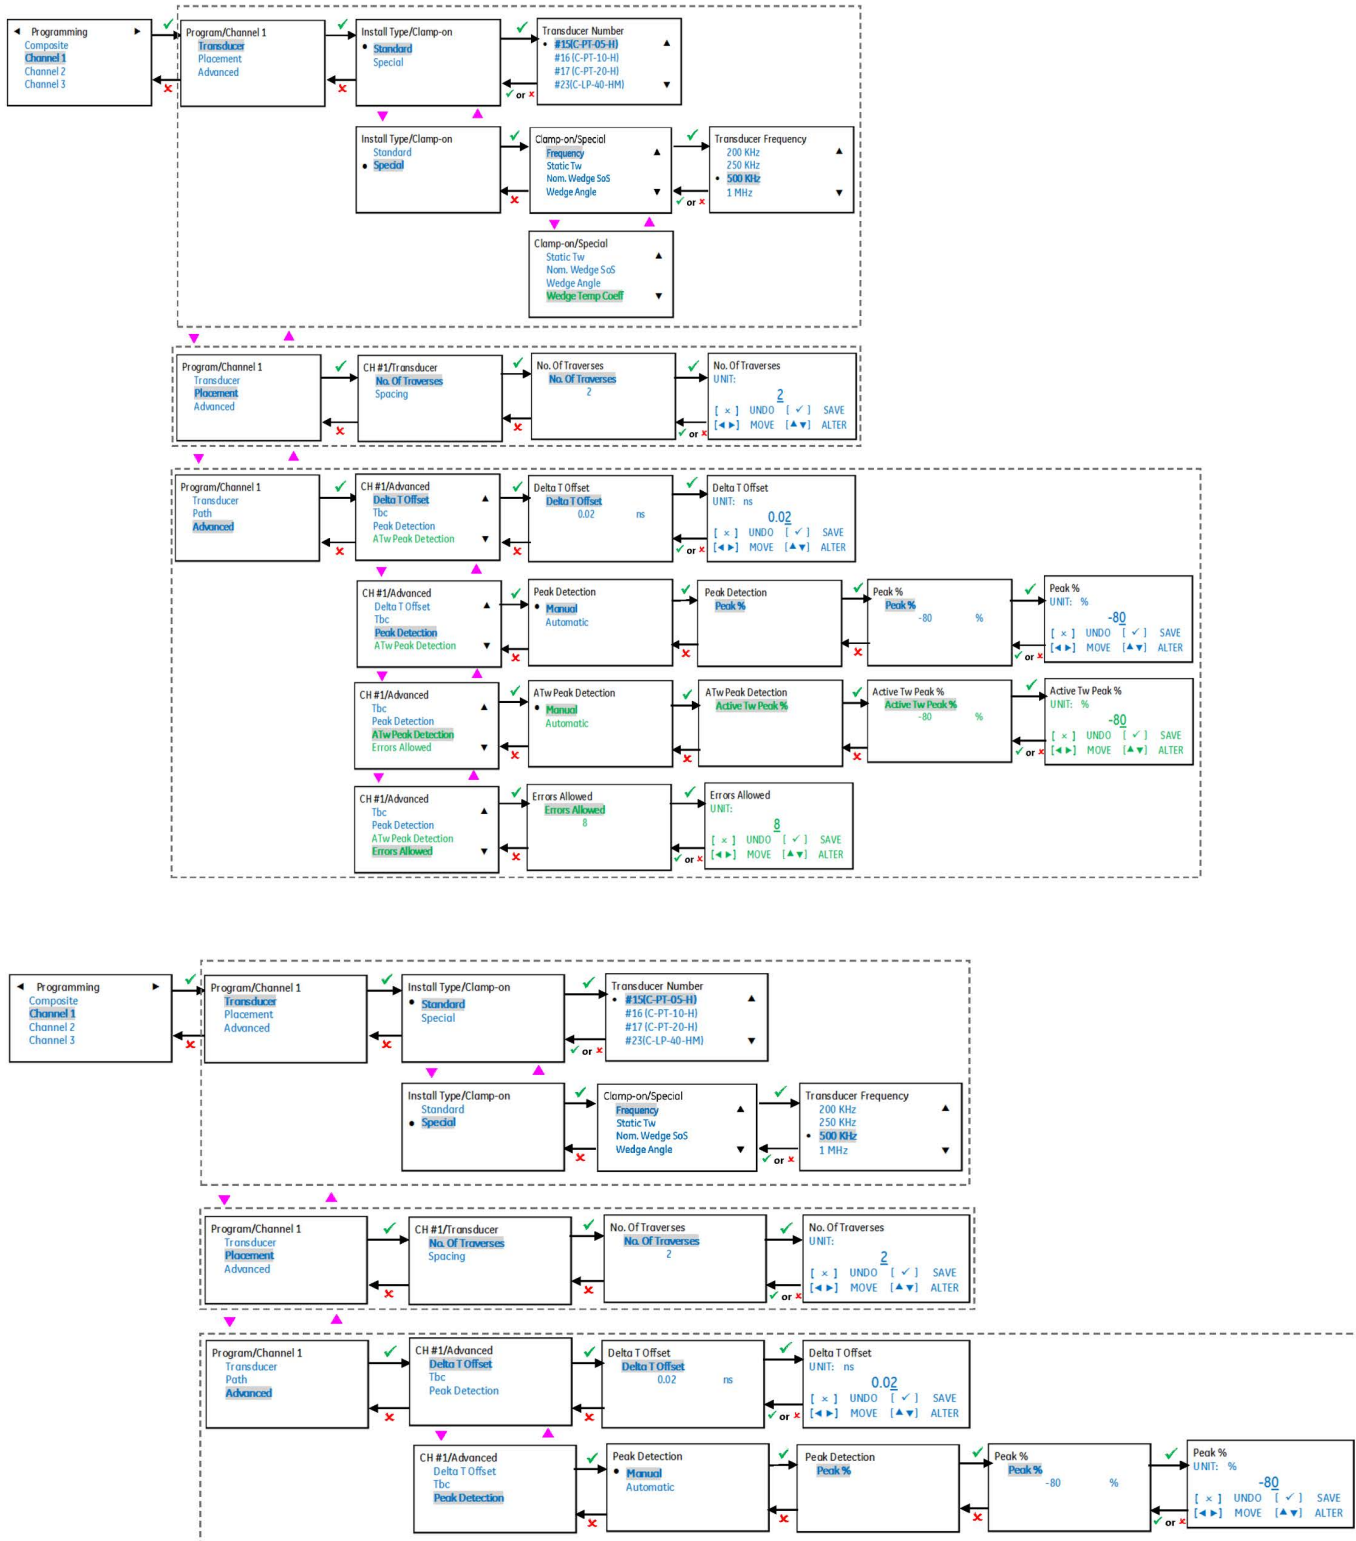 ◄ Programming ►
Composite
Channel 1
Channel 2
Channel 3
Program/Channel 1
Transducer
Placement
Advanced
Install Type/Clamp-on
• Standard
Special
Transducer Number
• #15(C-PT-05-H)
#16 (C-PT-10-H)
#17 (C-PT-20-H)
#23(C-LP-40-HM)
✓ or x
Install Type/Clamp-on
Standard
• Special
Clamp-on/Special
Frequency
Static Tw
Nom. Wedge SoS
Wedge Angle
Transducer Frequency
200 KHz
250 KHz
• 500 KHz
1 MHz
✓ or x
Clamp-on/Special
Static Tw
Nom. Wedge SoS
Wedge Angle
Wedge Temp Coeff
Program/Channel 1
Transducer
Placement
Advanced
CH #1/Transducer
No. Of Traverses
Spacing
No. Of Traverses
No. Of Traverses
2
No. Of Traverses
UNIT:
2
[ × ] UNDO [ ✓ ] SAVE
[◄ ►] MOVE [▲▼] ALTER
✓ or x
Program/Channel 1
Transducer
Path
Advanced
CH #1/Advanced
Delta T Offset
Tbc
Peak Detection
ATw Peak Detection
Delta T Offset
Delta T Offset
0.02 ns
Delta T Offset
UNIT: ns
0.02
[ × ] UNDO [ ✓ ] SAVE
[◄ ►] MOVE [▲▼] ALTER
✓ or x
CH #1/Advanced
Delta T Offset
Tbc
Peak Detection
ATw Peak Detection
Peak Detection
• Manual
Automatic
Peak Detection
Peak %
Peak %
Peak %
-80 %
Peak %
UNIT: %
-80
[ × ] UNDO [ ✓ ] SAVE
[◄ ►] MOVE [▲▼] ALTER
✓ or x
CH #1/Advanced
Tbc
Peak Detection
ATw Peak Detection
Errors Allowed
ATw Peak Detection
• Manual
Automatic
ATw Peak Detection
Active Tw Peak %
Active Tw Peak %
Active Tw Peak %
-80 %
Active Tw Peak %
UNIT: %
-80
[ × ] UNDO [ ✓ ] SAVE
[◄ ►] MOVE [▲▼] ALTER
✓ or x
CH #1/Advanced
Tbc
Peak Detection
ATw Peak Detection
Errors Allowed
Errors Allowed
Errors Allowed
8
Errors Allowed
UNIT:
8
[ × ] UNDO [ ✓ ] SAVE
[◄ ►] MOVE [▲▼] ALTER
✓ or x
◄ Programming ►
Composite
Channel 1
Channel 2
Channel 3
Program/Channel 1
Transducer
Placement
Advanced
Install Type/Clamp-on
• Standard
Special
Transducer Number
• #15(C-PT-05-H)
#16 (C-PT-10-H)
#17 (C-PT-20-H)
#23(C-LP-40-HM)
✓ or x
Install Type/Clamp-on
Standard
• Special
Clamp-on/Special
Frequency
Static Tw
Nom. Wedge SoS
Wedge Angle
Transducer Frequency
200 KHz
250 KHz
• 500 KHz
1 MHz
✓ or x
Program/Channel 1
Transducer
Placement
Advanced
CH #1/Transducer
No. Of Traverses
Spacing
No. Of Traverses
No. Of Traverses
2
No. Of Traverses
UNIT:
2
[ × ] UNDO [ ✓ ] SAVE
[◄ ►] MOVE [▲▼] ALTER
✓ or x
Program/Channel 1
Transducer
Path
Advanced
CH #1/Advanced
Delta T Offset
Tbc
Peak Detection
Delta T Offset
Delta T Offset
0.02 ns
Delta T Offset
UNIT: ns
0.02
[ × ] UNDO [ ✓ ] SAVE
[◄ ►] MOVE [▲▼] ALTER
✓ or x
CH #1/Advanced
Delta T Offset
Tbc
Peak Detection
Peak Detection
• Manual
Automatic
Peak Detection
Peak %
Peak %
Peak %
-80 %
Peak %
UNIT: %
-80
[ × ] UNDO [ ✓ ] SAVE
[◄ ►] MOVE [▲▼] ALTER
✓ or x